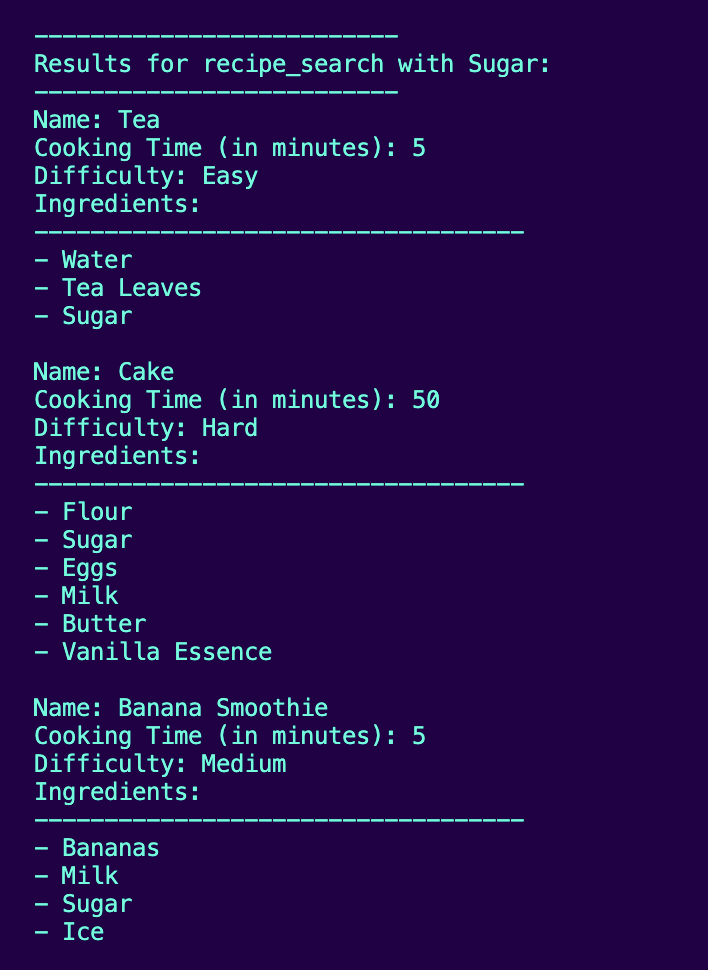 --------------------------
Results for recipe_search with Sugar:
--------------------------
Name: Tea
Cooking Time (in minutes): 5
Difficulty: Easy
Ingredients:
-----------------------------------
- Water
- Tea Leaves
- Sugar

Name: Cake
Cooking Time (in minutes): 50
Difficulty: Hard
Ingredients:
-----------------------------------
- Flour
- Sugar
- Eggs
- Milk
- Butter
- Vanilla Essence

Name: Banana Smoothie
Cooking Time (in minutes): 5
Difficulty: Medium
Ingredients:
-----------------------------------
- Bananas
- Milk
- Sugar
- Ice